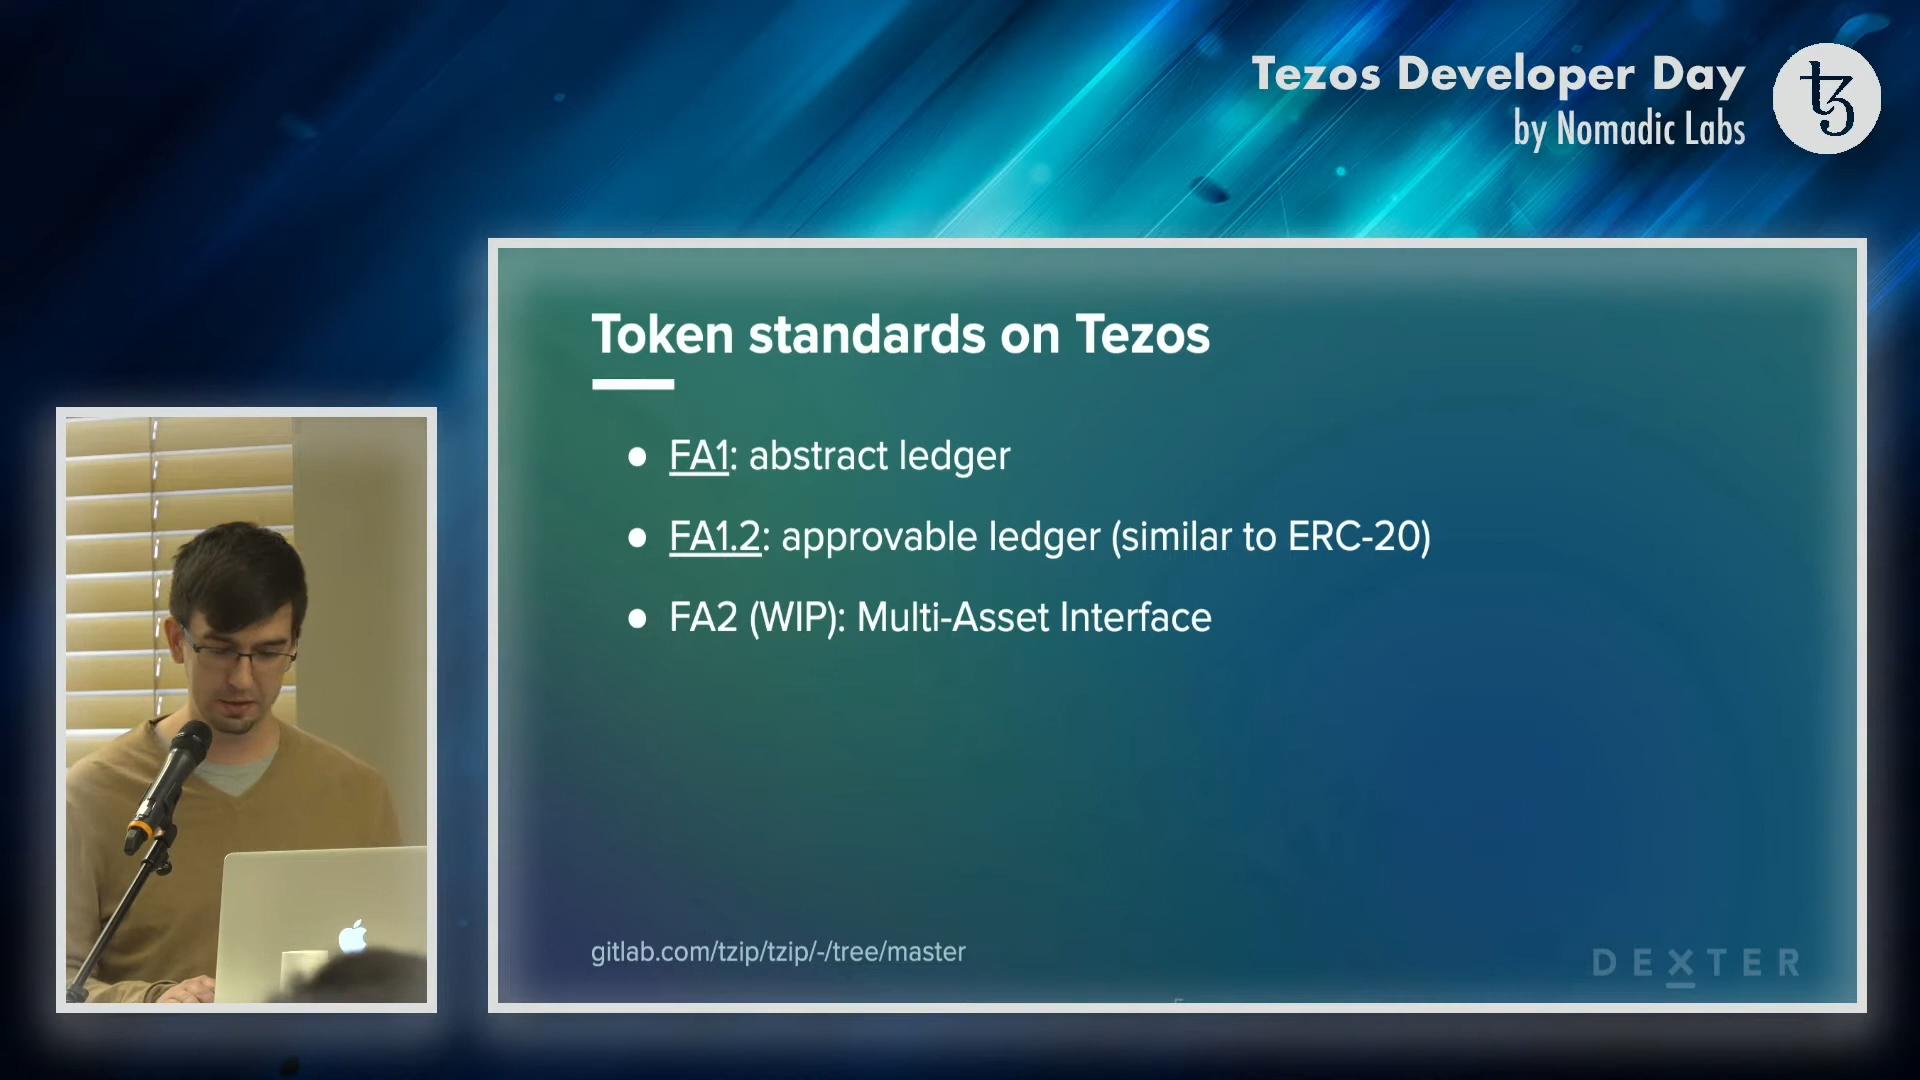 Tezos Developer Day
by Nomadic Labs
Token standards on Tezos
● FA1: abstract ledger
● FA1.2: approvable ledger (similar to ERC-20)
● FA2 (WIP): Multi-Asset Interface
gitlab.com/tzip/tzip/-/tree/master
DEXTER